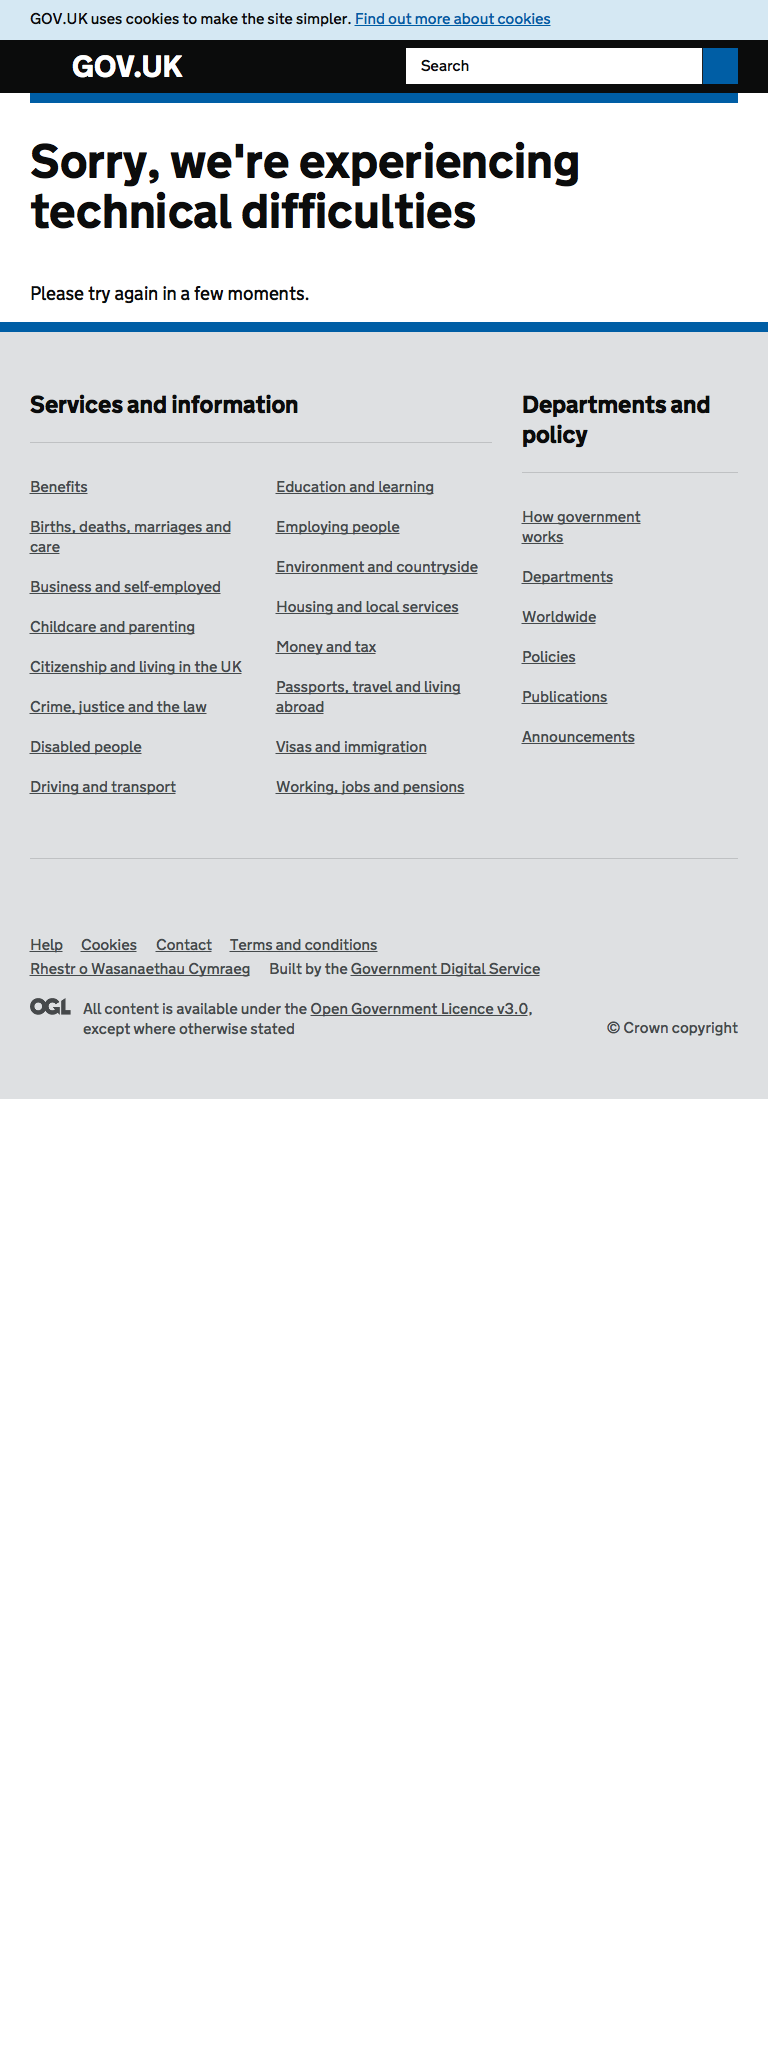 GOV.UK uses cookies to make the site simpler. Find out more about cookies
GOV.UK
Search
Sorry, we're experiencing
technical difficulties
Please try again in a few moments.
Services and information
Benefits
Births, deaths, marriages and
care
Business and self-employed
Childcare and parenting
Citizenship and living in the UK
Crime, justice and the law
Disabled people
Driving and transport
Education and learning
Employing people
Environment and countryside
Housing and local services
Money and tax
Passports, travel and living
abroad
Visas and immigration
Working, jobs and pensions
Departments and
policy
How government
works
Departments
Worldwide
Policies
Publications
Announcements
Help Cookies Contact Terms and conditions
Rhestr o Wasanaethau Cymraeg Built by the Government Digital Service
OGL
All content is available under the Open Government Licence v3.0,
except where otherwise stated
© Crown copyright